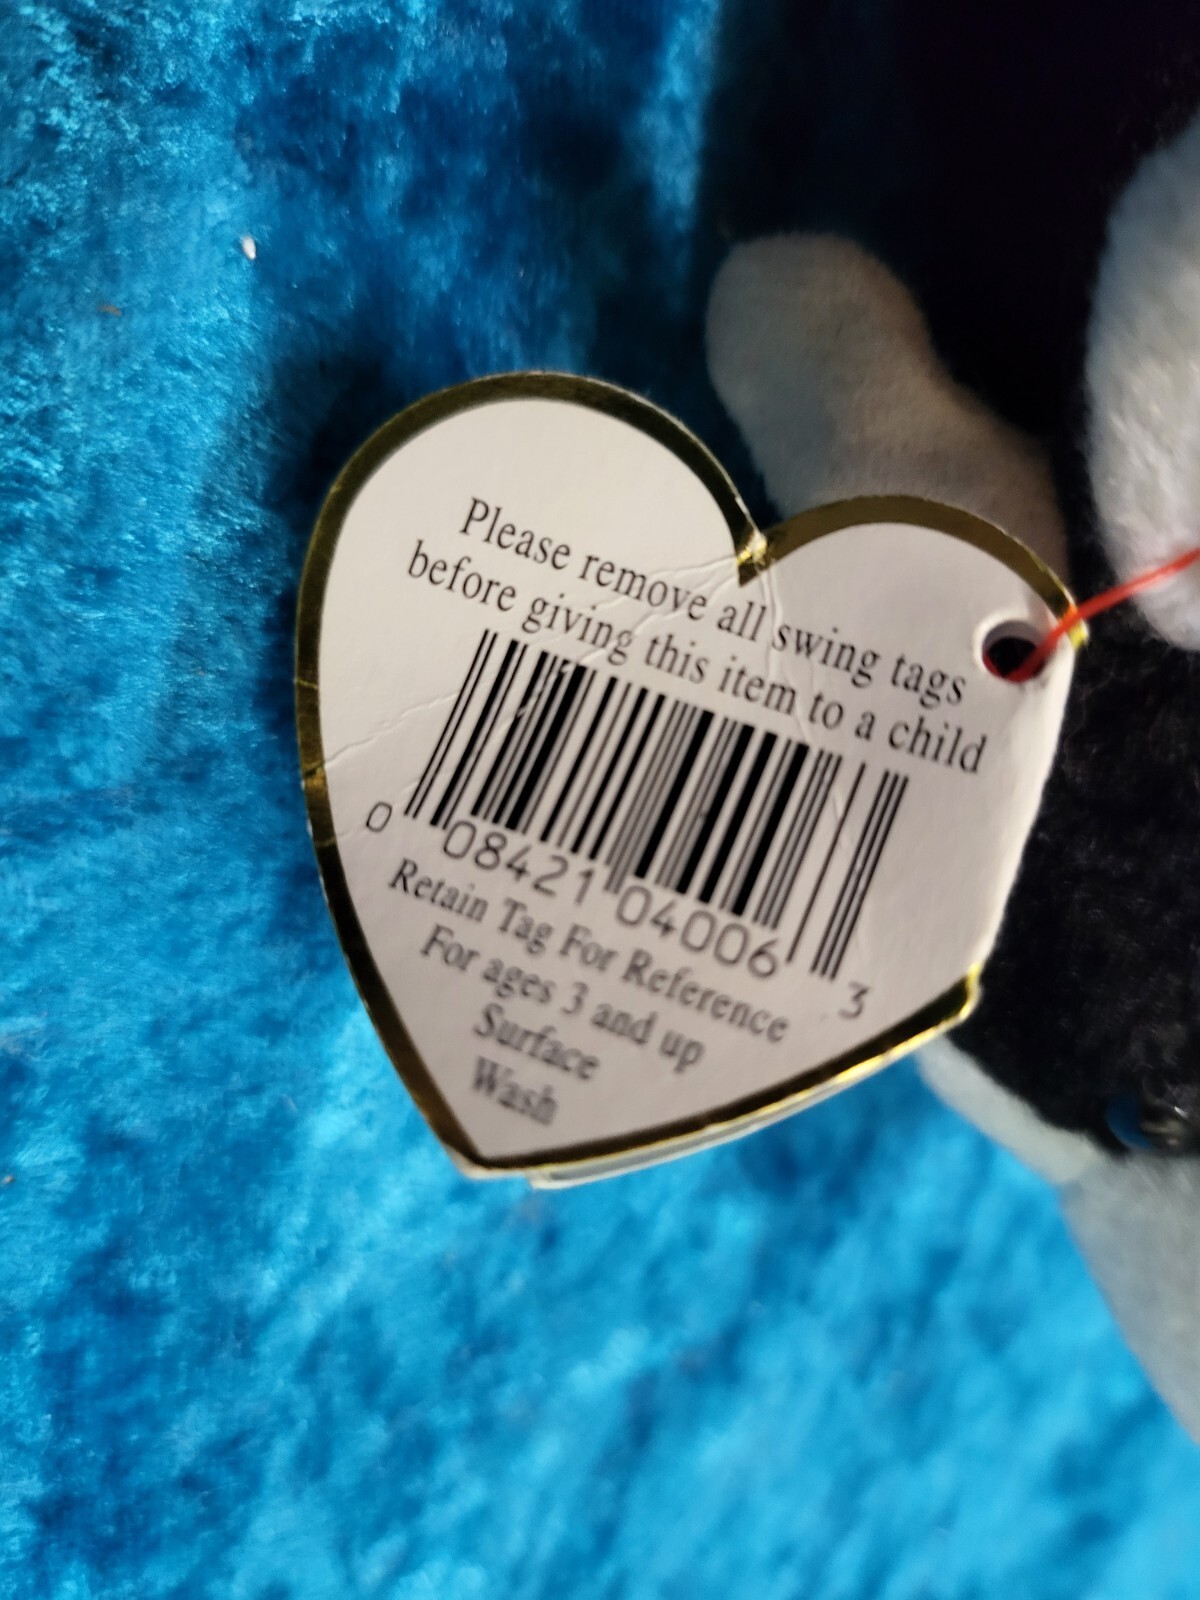 Please remove all swing tags
before giving this item to a child
0 08421 04006 3
Retain Tag For Reference
For ages 3 and up
Surface
Wash